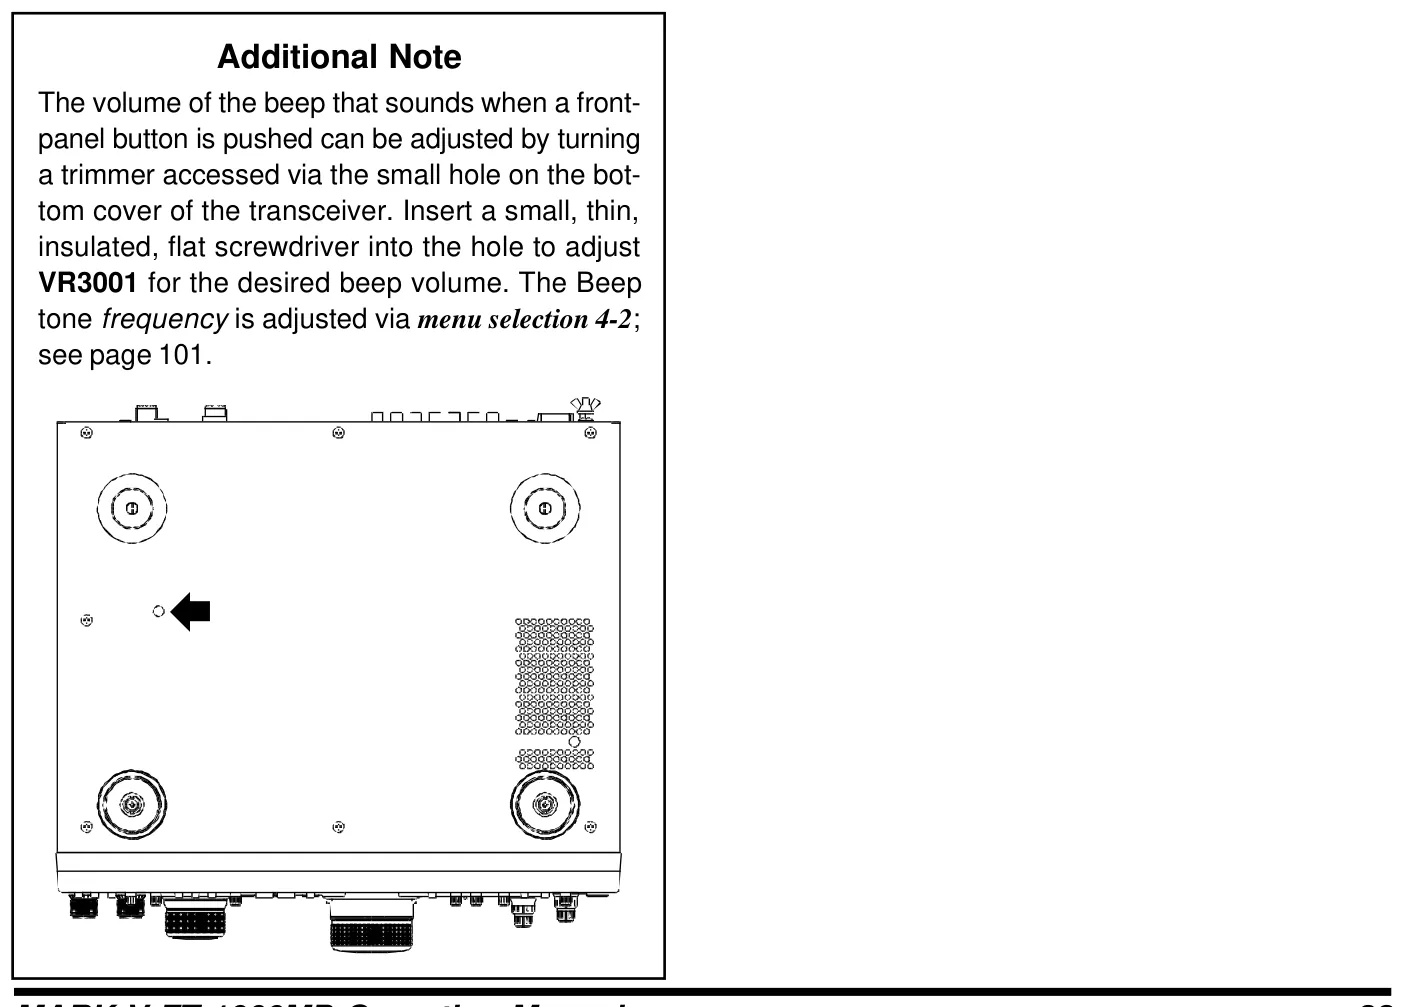 Additional Note
The volume of the beep that sounds when a front-
panel button is pushed can be adjusted by turning
a trimmer accessed via the small hole on the bot-
tom cover of the transceiver. Insert a small, thin,
insulated, flat screwdriver into the hole to adjust
VR3001 for the desired beep volume. The Beep
tone frequency is adjusted via menu selection 4-2;
see page 101.